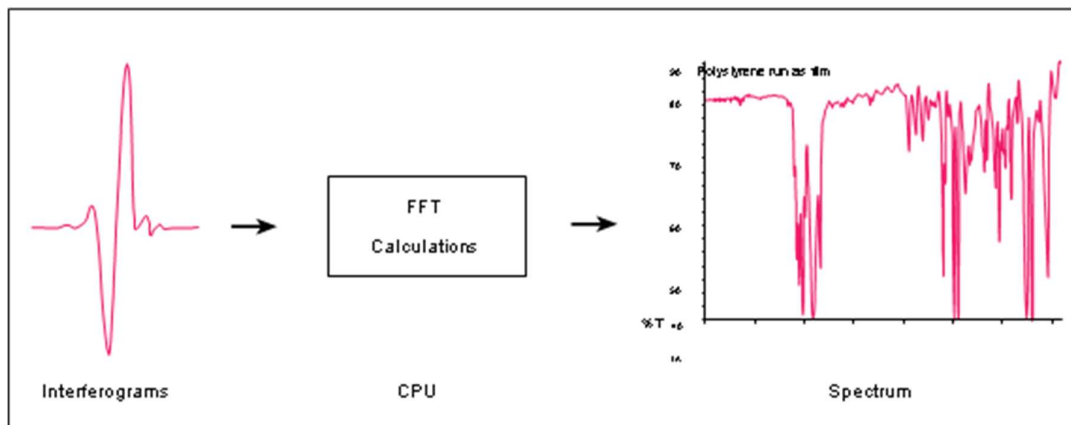 Polystyrene run as film
FFT
Calculations
%T
Interferograms
CPU
Spectrum